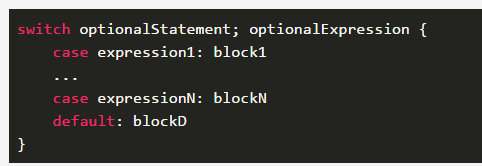 switch optionalStatement; optionalExpression {
    case expression1: block1
    ...
    case expressionN: blockN
    default: blockD
}